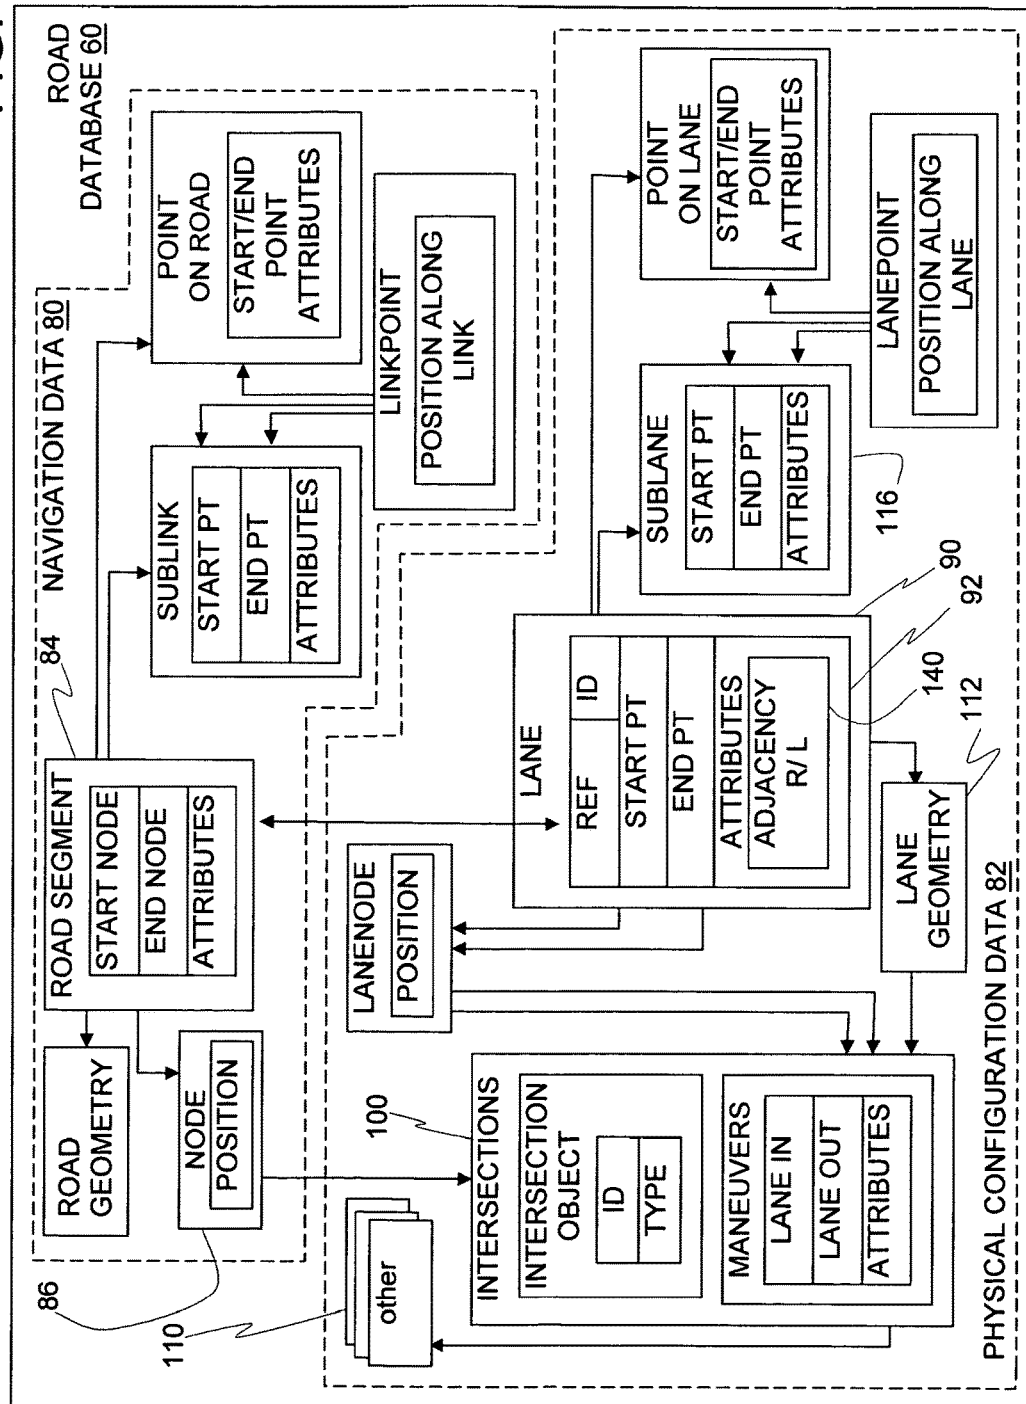 ROAD
DATABASE 60
NAVIGATION DATA 80
84
ROAD SEGMENT
START NODE
END NODE
ATTRIBUTES
ROAD
GEOMETRY
NODE
POSITION
86
SUBLINK
START PT
END PT
ATTRIBUTES
POINT
ON ROAD
START/END
POINT
ATTRIBUTES
LINKPOINT
POSITION ALONG
LINK
110
other
100
INTERSECTIONS
INTERSECTION
OBJECT
ID
TYPE
MANEUVERS
LANE IN
LANE OUT
ATTRIBUTES
LANENODE
POSITION
LANE
REF
ID
START PT
END PT
ATTRIBUTES
ADJACENCY
R/ L
90
92
140
112
LANE
GEOMETRY
SUBLANE
START PT
END PT
ATTRIBUTES
116
POINT
ON LANE
START/END
POINT
ATTRIBUTES
LANEPOINT
POSITION ALONG
LANE
PHYSICAL CONFIGURATION DATA 82